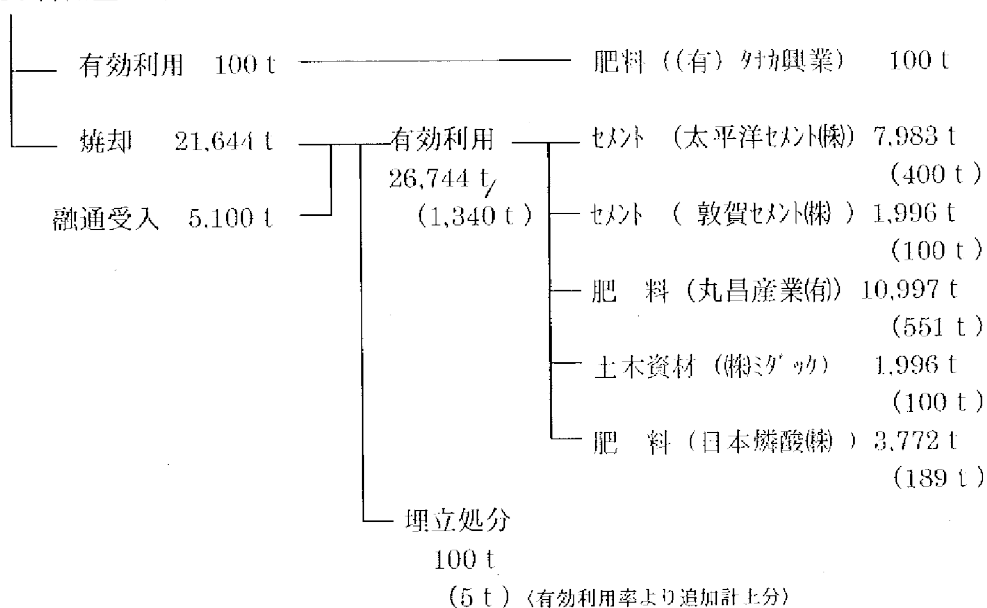 有効利用 100 t 肥料 ((有) ﾀﾅｶ興業) 100 t
焼却 21,644 t 有効利用 ｾﾒﾝﾄ (太平洋ｾﾒﾝﾄ㈱) 7,983 t
26,744 t (400 t)
融通受入 5,100 t (1,340 t) ｾﾒﾝﾄ ( 敦賀ｾﾒﾝﾄ㈱ ) 1,996 t
(100 t)
肥 料 (丸昌産業㈲) 10,997 t
(551 t)
土木資材 (㈱ﾐﾀﾞｯｸ) 1,996 t
(100 t)
肥 料 (日本燐酸㈱ ) 3,772 t
(189 t)
埋立処分
100 t
(5 t) 〈有効利用率より追加計上分〉